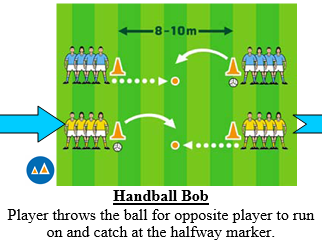 8-10m
Handball Bob
Player throws the ball for opposite player to run
on and catch at the halfway marker.